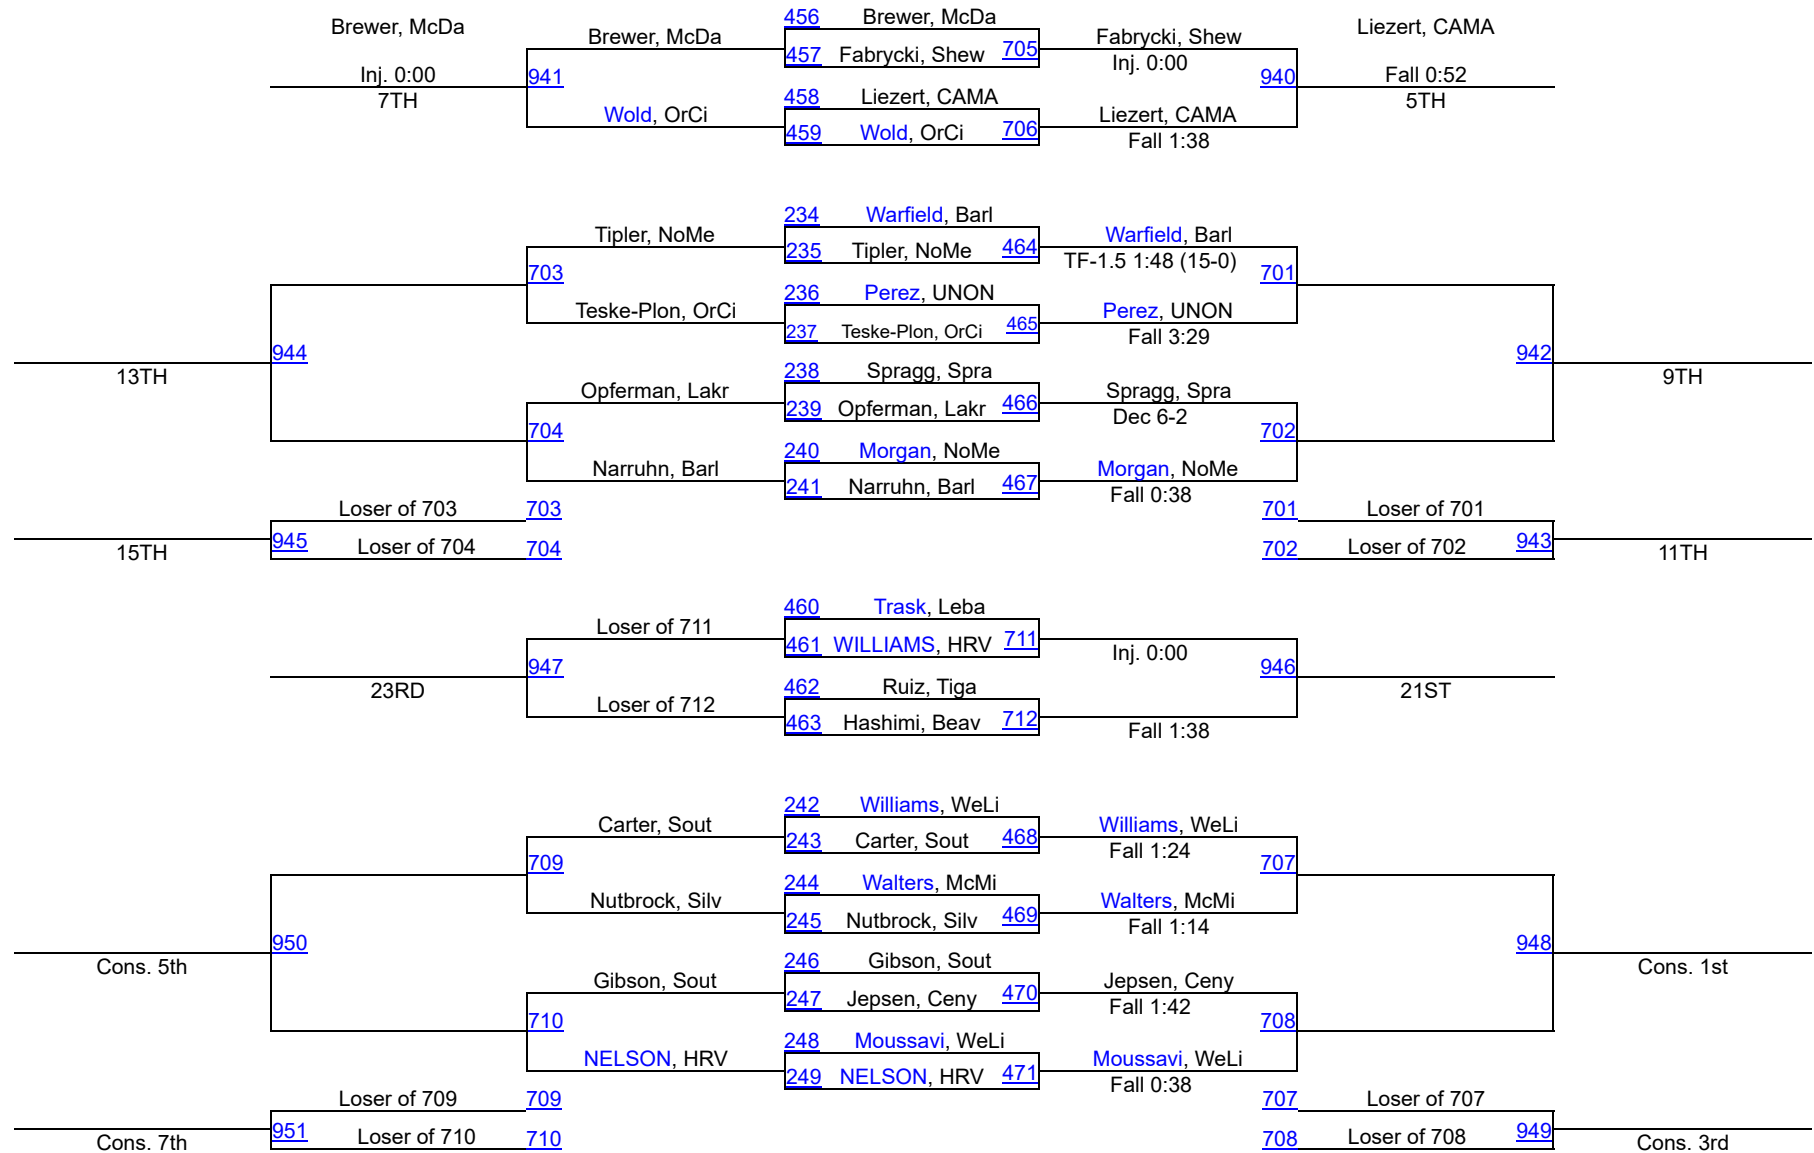 456 Brewer, McDa
Brewer, McDa Brewer, McDa Fabrycki, Shew Liezert, CAMA
457 Fabrycki, Shew 705
Inj. 0:00 941 Inj. 0:00 940 Fall 0:52
7TH 458 Liezert, CAMA 5TH
Wold, OrCi Liezert, CAMA
459 Wold, OrCi 706
Fall 1:38
234 Warfield, Barl
Tipler, NoMe Warfield, Barl
235 Tipler, NoMe 464
703 TF-1.5 1:48 (15-0) 701
236 Perez, UNON
Teske-Plon, OrCi Perez, UNON
237 Teske-Plon, OrCi 465
Fall 3:29
944 942
13TH 238 Spragg, Spra 9TH
Opferman, Lakr Spragg, Spra
239 Opferman, Lakr 466
Dec 6-2
704 702
240 Morgan, NoMe
Narruhn, Barl Morgan, NoMe
241 Narruhn, Barl 467
Fall 0:38
Loser of 703 703 701 Loser of 701
945 Loser of 704 704 702 Loser of 702 943
15TH 11TH
460 Trask, Leba
Loser of 711
461 WILLIAMS, HRV 711
947 Inj. 0:00 946
23RD 462 Ruiz, Tiga 21ST
Loser of 712
463 Hashimi, Beav 712
Fall 1:38
242 Williams, WeLi
Carter, Sout Williams, WeLi
243 Carter, Sout 468
709 Fall 1:24 707
244 Walters, McMi
Nutbrock, Silv Walters, McMi
245 Nutbrock, Silv 469
Fall 1:14
950 948
Cons. 5th 246 Gibson, Sout Cons. 1st
Gibson, Sout Jepsen, Ceny
247 Jepsen, Ceny 470
Fall 1:42
710 708
248 Moussavi, WeLi
NELSON, HRV Moussavi, WeLi
249 NELSON, HRV 471
Fall 0:38
Loser of 709 709 707 Loser of 707
951 Loser of 710 710 708 Loser of 708 949
Cons. 7th Cons. 3rd